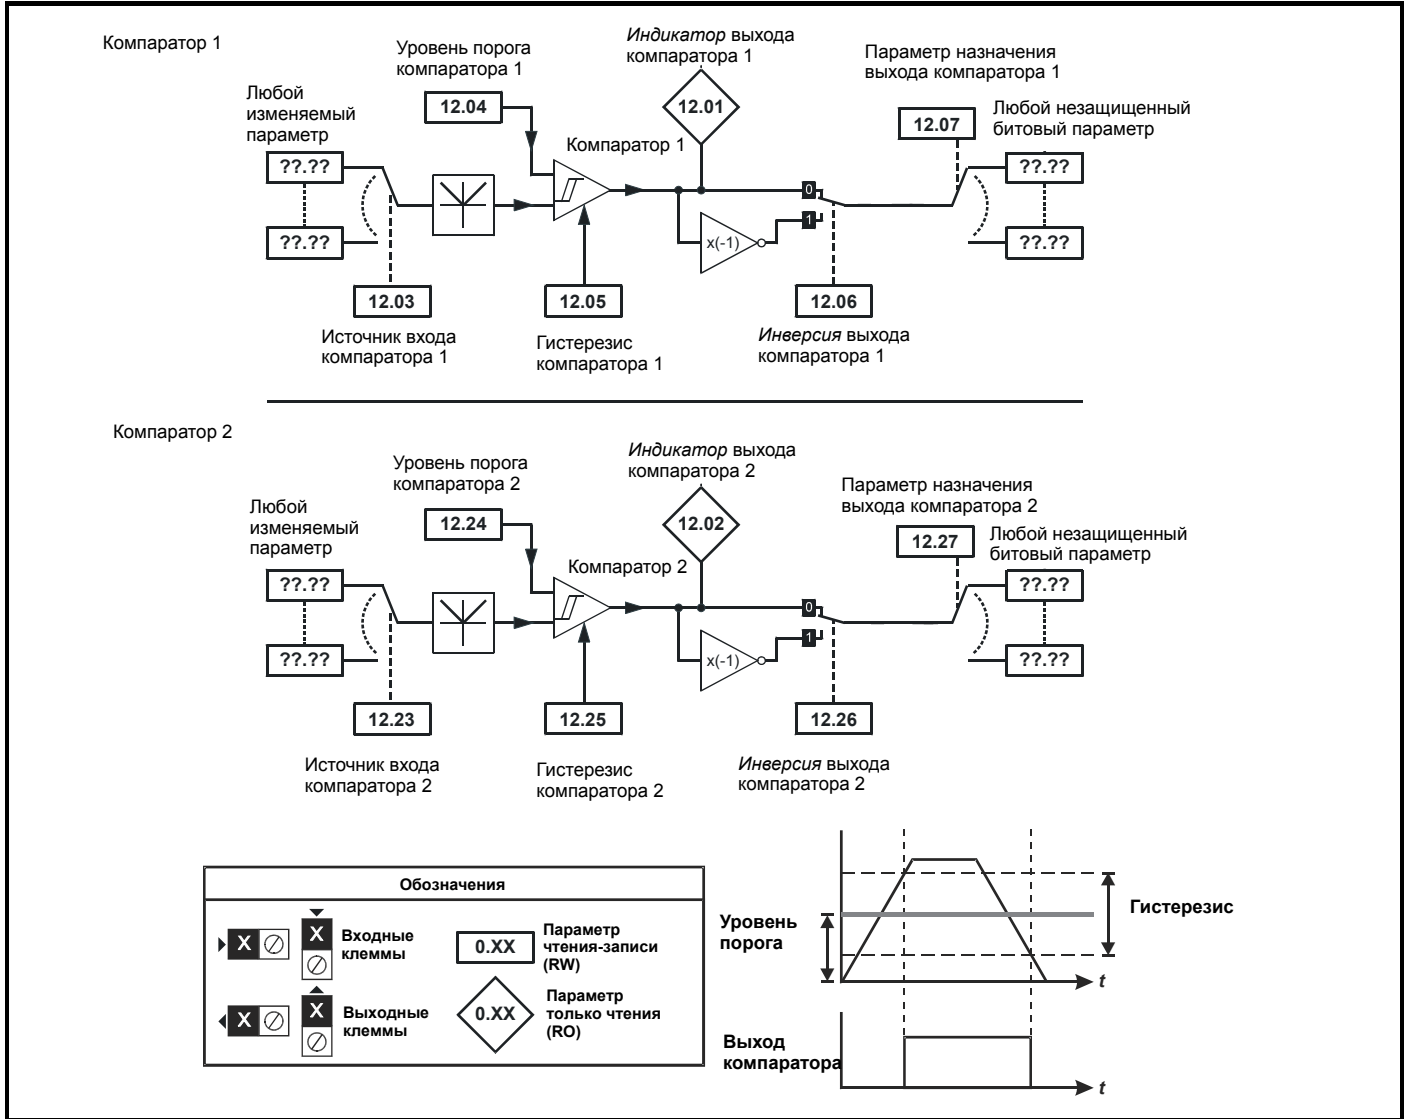 Компаратор 1
Уровень порога
компаратора 1
Индикатор выхода
компаратора 1
Параметр назначения
выхода компаратора 1
Любой
изменяемый
параметр
12.04
12.01
12.07
Любой незащищенный
битовый параметр
Компаратор 1
??.??
??.??
0
1
x(-1)
??.??
??.??
12.03
12.05
12.06
Источник входа
компаратора 1
Гистерезис
компаратора 1
Инверсия выхода
компаратора 1
Компаратор 2
Уровень порога
компаратора 2
Индикатор выхода
компаратора 2
Параметр назначения
выхода компаратора 2
Любой
изменяемый
параметр
12.24
12.02
12.27
Любой незащищенный
битовый параметр
Компаратор 2
??.??
??.??
0
1
x(-1)
??.??
??.??
12.23
12.25
12.26
Источник входа
компаратора 2
Гистерезис
компаратора 2
Инверсия выхода
компаратора 2
Обозначения
X
X
Входные
клеммы
0.XX
Параметр
чтения-записи
(RW)
X
X
Выходные
клеммы
0.XX
Параметр
только чтения
(RO)
Уровень
порога
Гистерезис
t
Выход
компаратора
t